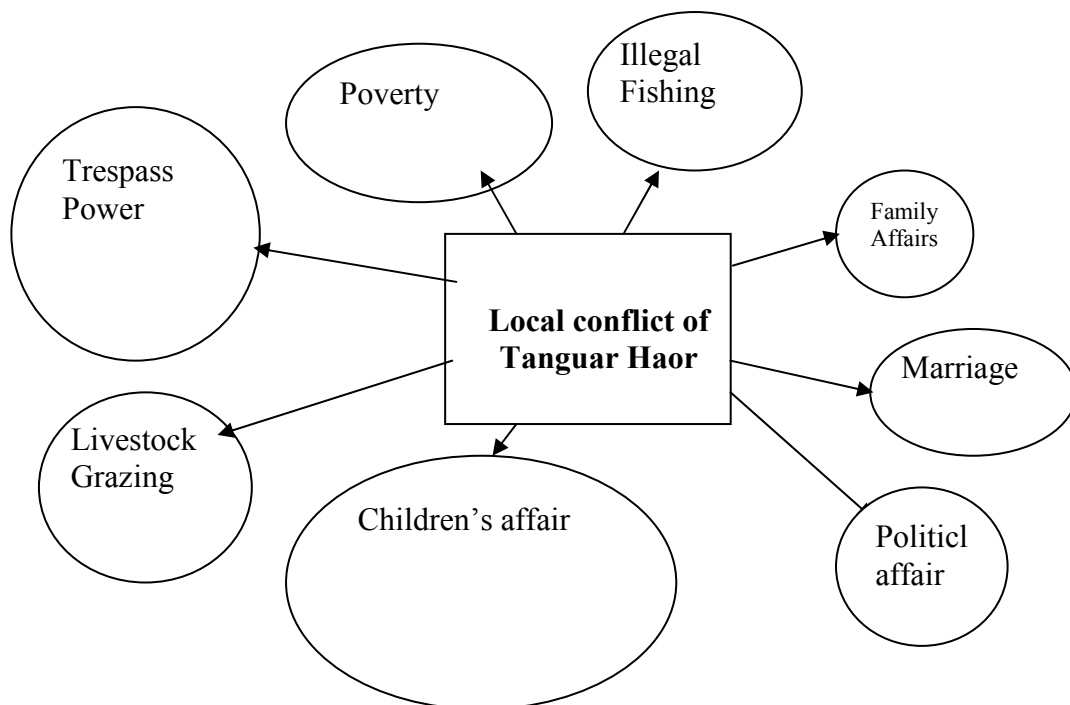 Illegal
Fishing
Poverty
Trespass
Power
Family
Affairs
Local conflict of
Tanguar Haor
Marriage
Livestock
Grazing
Children’s affair
Politicl
affair